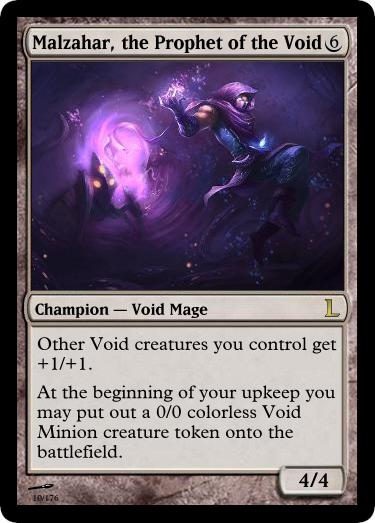 Malzahar, the Prophet of the Void 6
Champion — Void Mage L
Other Void creatures you control get
+1/+1.
At the beginning of your upkeep you
may put out a 0/0 colorless Void
Minion creature token onto the
battlefield.
4/4
10/176